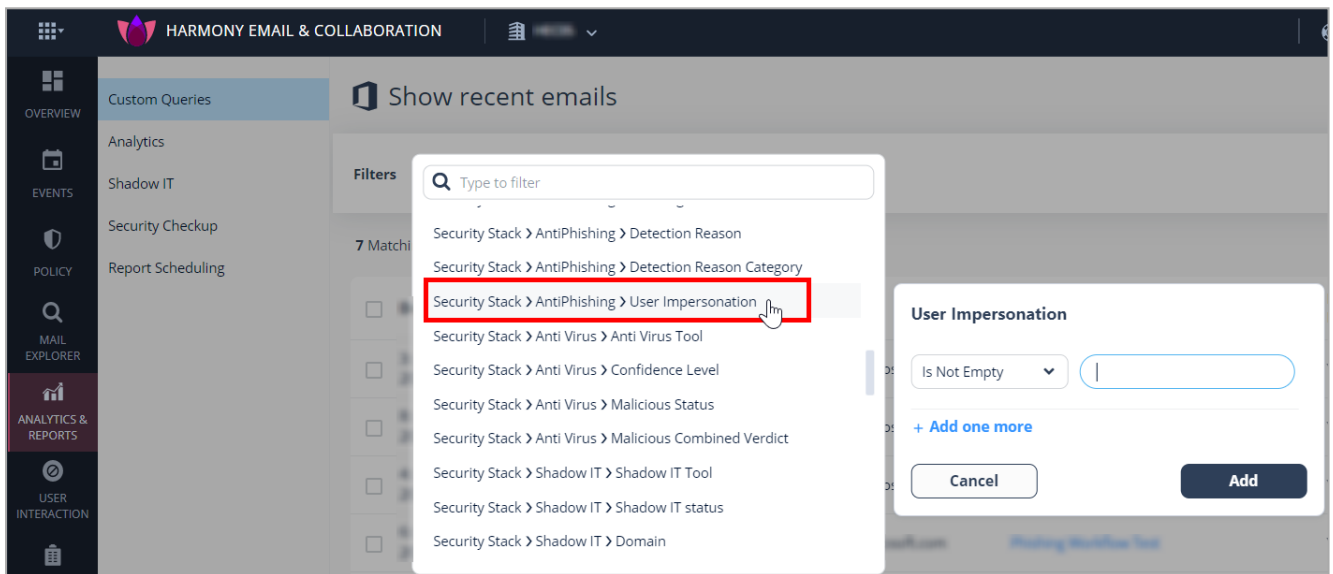 HARMONY EMAIL & COLLABORATION
OVERVIEW
EVENTS
POLICY
MAIL
EXPLORER
ANALYTICS &
REPORTS
USER
INTERACTION
Custom Queries
Analytics
Shadow IT
Security Checkup
Report Scheduling
Show recent emails
Filters
7 Matchi
Type to filter
Security Stack > AntiPhishing > Detection Reason
Security Stack > AntiPhishing > Detection Reason Category
Security Stack > AntiPhishing > User Impersonation
Security Stack > Anti Virus > Anti Virus Tool
Security Stack > Anti Virus > Confidence Level
Security Stack > Anti Virus > Malicious Status
Security Stack > Anti Virus > Malicious Combined Verdict
Security Stack > Shadow IT > Shadow IT Tool
Security Stack > Shadow IT > Shadow IT status
Security Stack > Shadow IT > Domain
User Impersonation
Is Not Empty
+ Add one more
Cancel
Add